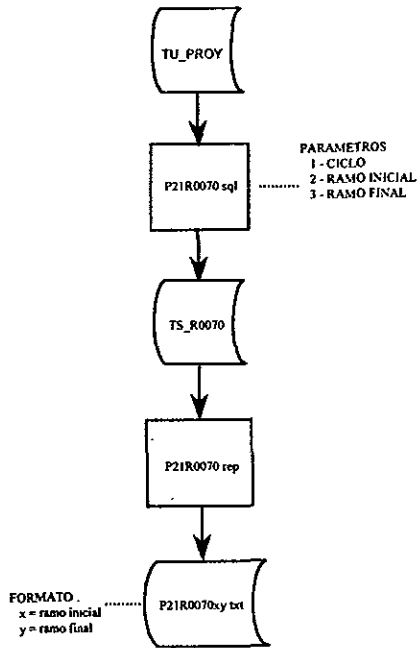 TU_PROY
PARAMETROS
1 - CICLO
2 - RAMO INICIAL
3 - RAMO FINAL
P21R0070 sql
TS_R0070
P21R0070 rep
FORMATO .
x = ramo inicial
y = ramo final
P21R0070xy txt